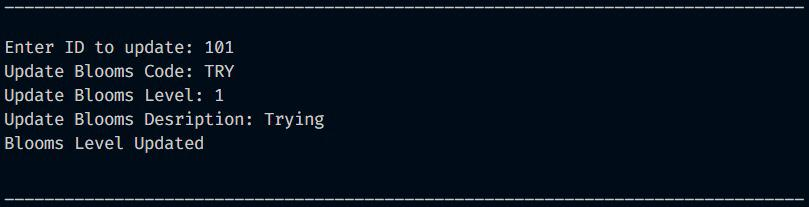 Enter ID to update: 101
Update Blooms Code: TRY
Update Blooms Level: 1
Update Blooms Desription: Trying
Blooms Level Updated